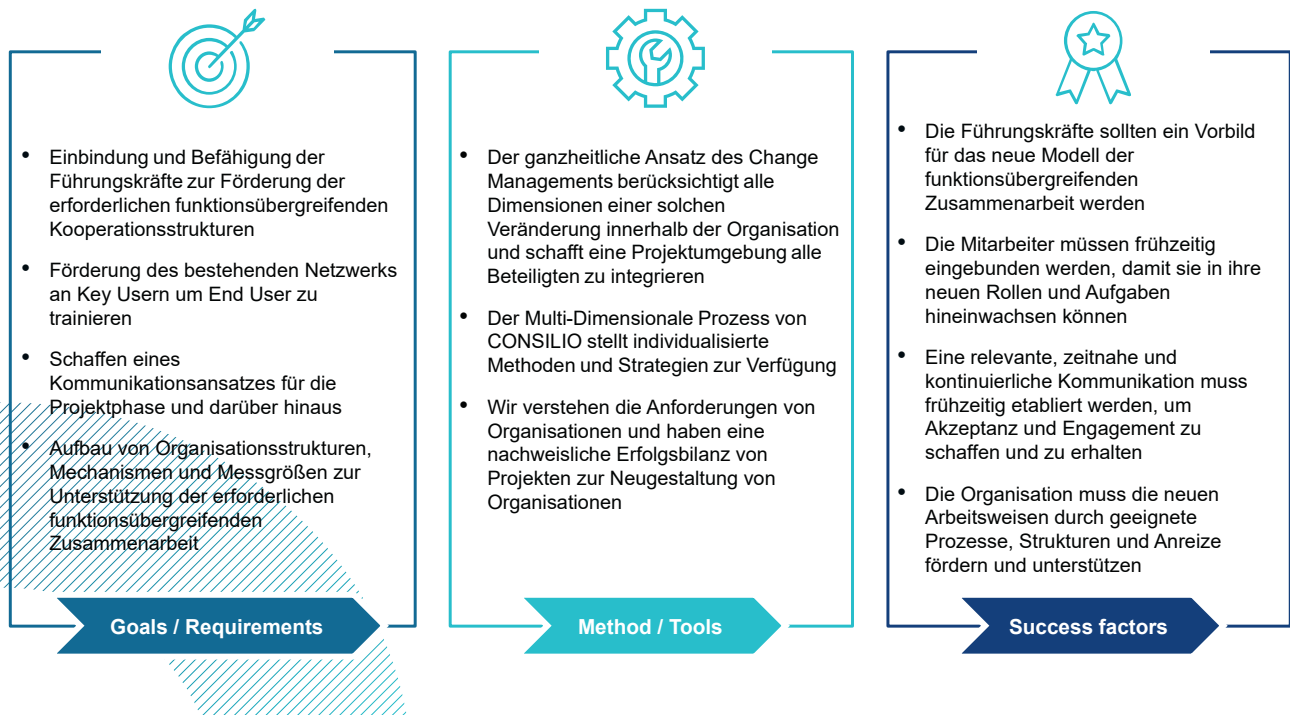 • Einbindung und Befähigung der
Führungskräfte zur Förderung der
erforderlichen funktionsübergreifenden
Kooperationsstrukturen
• Förderung des bestehenden Netzwerks
an Key Usern um End User zu
trainieren
• Schaffen eines
Kommunikationsansatzes für die
Projektphase und darüber hinaus
• Aufbau von Organisationsstrukturen,
Mechanismen und Messgrößen zur
Unterstützung der erforderlichen
funktionsübergreifenden
Zusammenarbeit
Goals / Requirements
• Der ganzheitliche Ansatz des Change
Managements berücksichtigt alle
Dimensionen einer solchen
Veränderung innerhalb der Organisation
und schafft eine Projektumgebung alle
Beteiligten zu integrieren
• Der Multi-Dimensionale Prozess von
CONSILIO stellt individualisierte
Methoden und Strategien zur Verfügung
• Wir verstehen die Anforderungen von
Organisationen und haben eine
nachweisliche Erfolgsbilanz von
Projekten zur Neugestaltung von
Organisationen
Method / Tools
• Die Führungskräfte sollten ein Vorbild
für das neue Modell der
funktionsübergreifenden
Zusammenarbeit werden
• Die Mitarbeiter müssen frühzeitig
eingebunden werden, damit sie in ihre
neuen Rollen und Aufgaben
hineinwachsen können
• Eine relevante, zeitnahe und
kontinuierliche Kommunikation muss
frühzeitig etabliert werden, um
Akzeptanz und Engagement zu
schaffen und zu erhalten
• Die Organisation muss die neuen
Arbeitsweisen durch geeignete
Prozesse, Strukturen und Anreize
fördern und unterstützen
Success factors